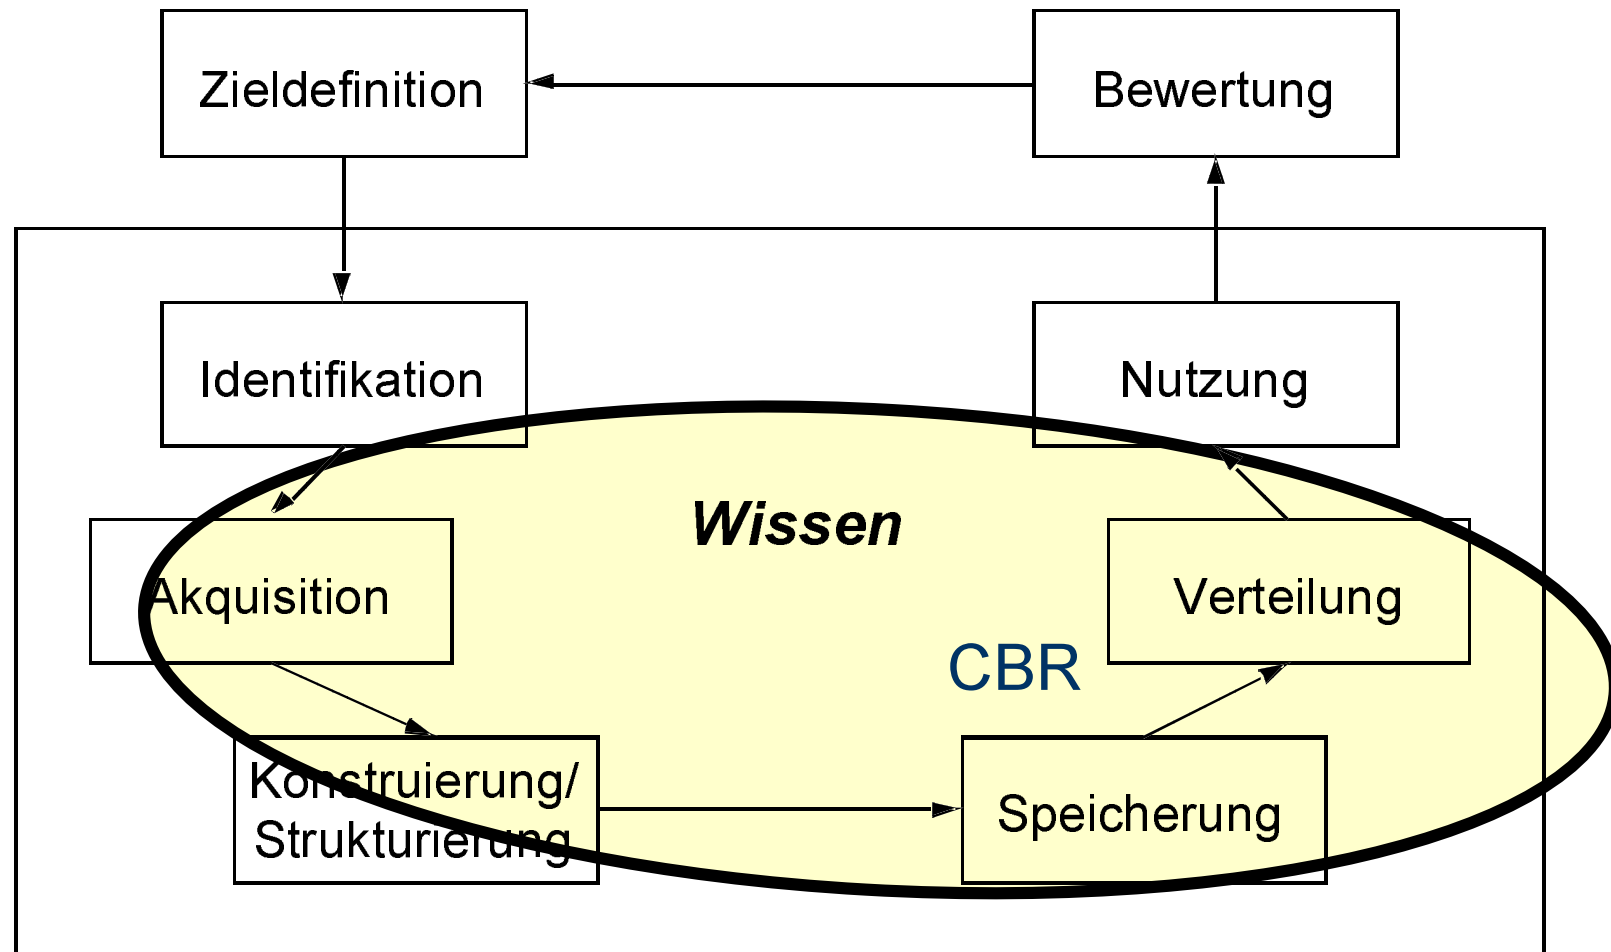 Zieldefinition
Bewertung
Identifikation
Nutzung
Wissen
Akquisition
Verteilung
CBR
Konstruierung/
Strukturierung
Speicherung